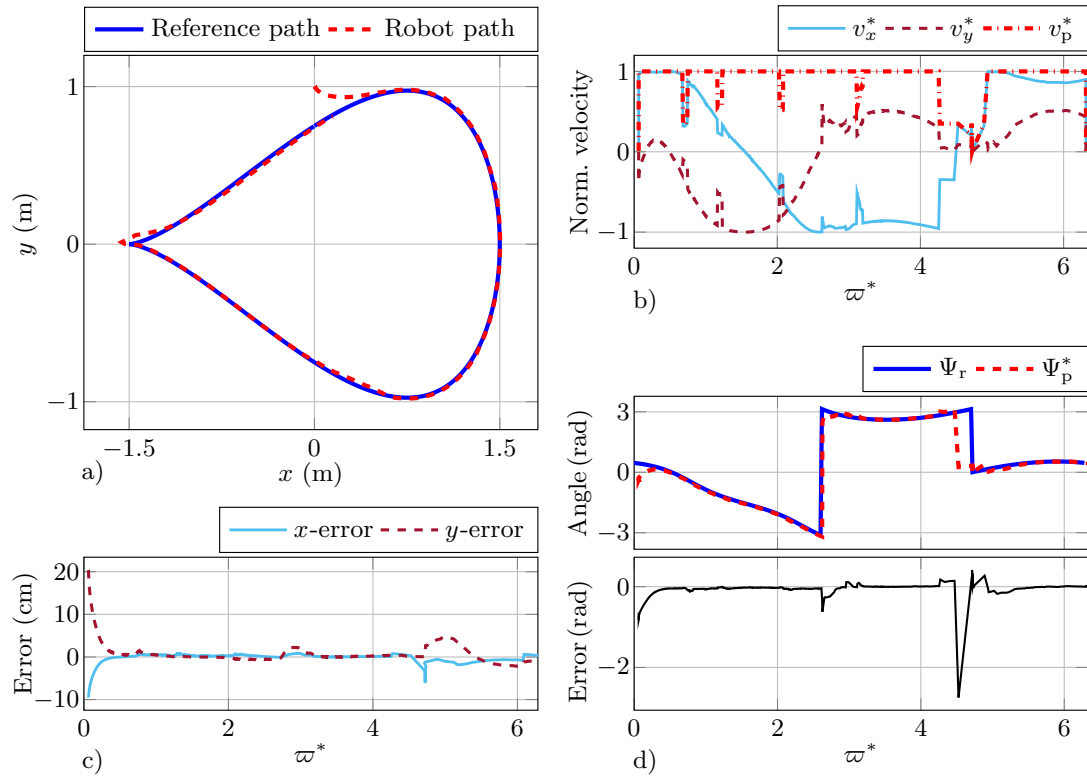 Reference path Robot path
1
0
−1
y (m)
−1.5 0 1.5
x (m)
a)
v*x v*y v*p
1
0
−1
Norm. velocity
0 2 4 6
ϖ*
b)
x-error y-error
20
10
0
−10
Error (cm)
0 2 4 6
ϖ*
c)
Ψr Ψ*p
3
0
−3
Angle (rad)
0
−2
Error (rad)
0 2 4 6
ϖ*
d)